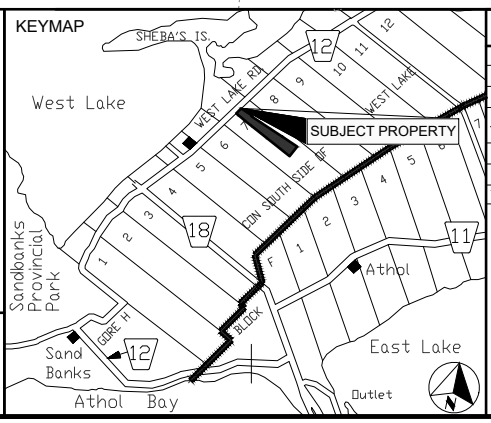 KEYMAP
SHEBA'S IS.
12
12
11
10
9
8
7
6
5
4
3
2
1
West Lake
WEST LAKE RD
WEST LAKE
SUBJECT PROPERTY
CON SOUTH SIDE OF
18
7
6
5
4
3
2
1
F
11
Athol
Sandbanks
Provincial
Park
GORE H
BLOCK
12
Sand
Banks
East Lake
Athol Bay
Outlet